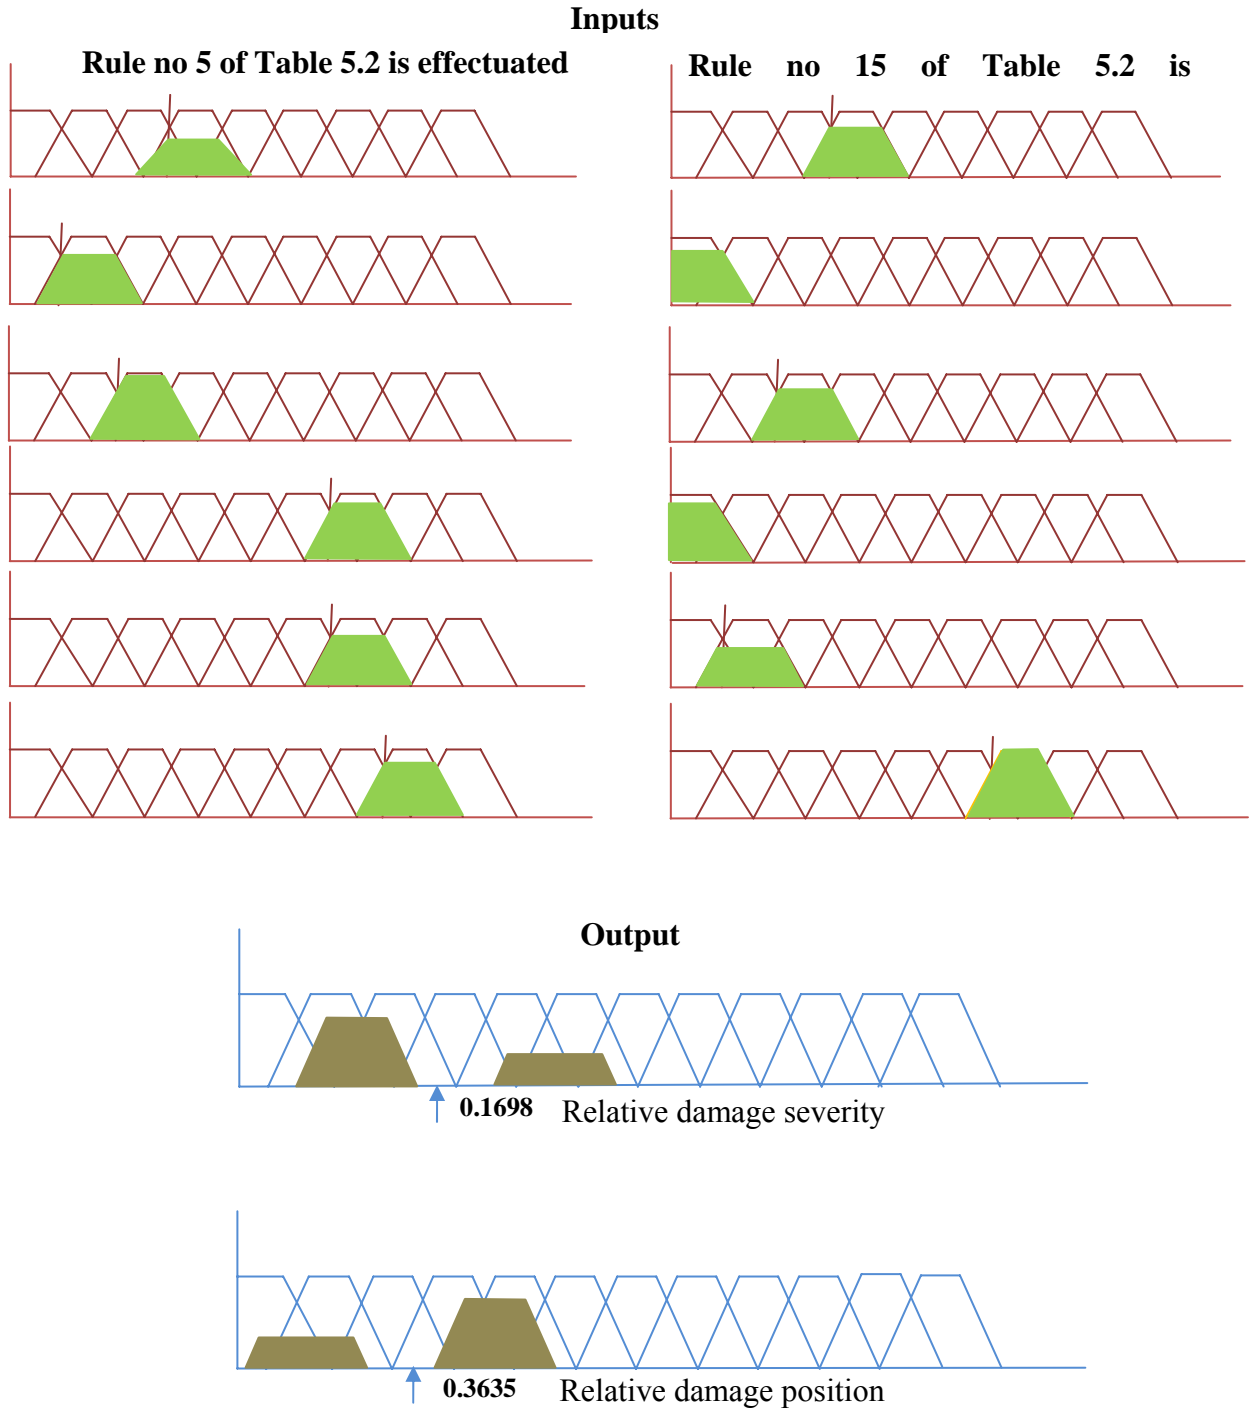 Inputs
Rule no 5 of Table 5.2 is effectuated
Rule no 15 of Table 5.2 is
Output
0.1698 Relative damage severity
0.3635 Relative damage position